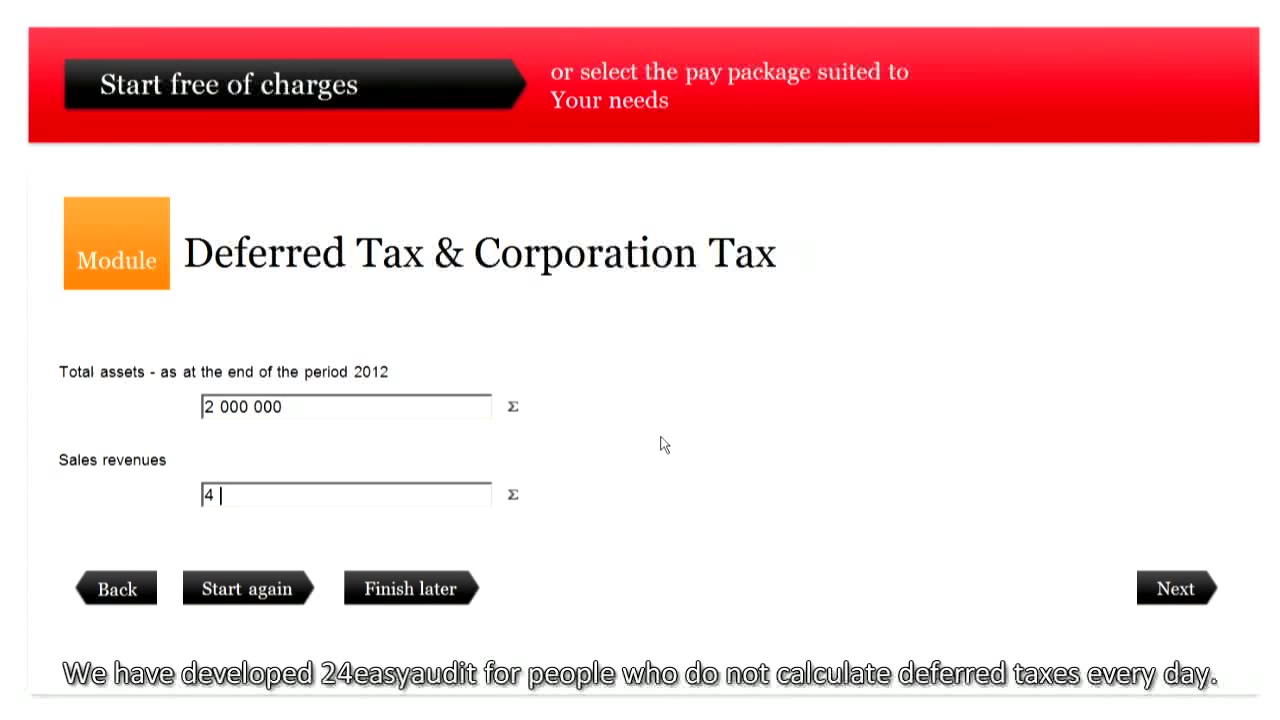 Start free of charges
or select the pay package suited to
Your needs
Module
Deferred Tax & Corporation Tax
Total assets - as at the end of the period 2012
2 000 000
Σ
Sales revenues
4
Σ
Back
Start again
Finish later
Next
We have developed 24easyaudit for people who do not calculate deferred taxes every day.